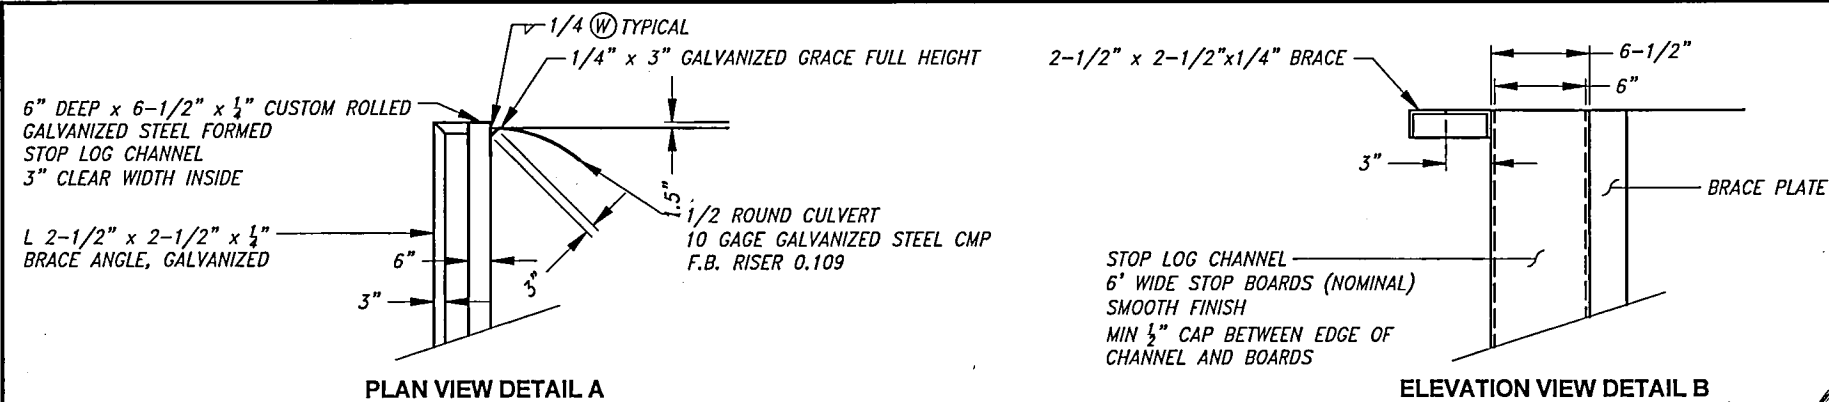 1/4 W TYPICAL
1/4" x 3" GALVANIZED GRACE FULL HEIGHT
6" DEEP x 6-1/2" x 1/4" CUSTOM ROLLED
GALVANIZED STEEL FORMED
STOP LOG CHANNEL
3" CLEAR WIDTH INSIDE
L 2-1/2" x 2-1/2" x 1/4"
BRACE ANGLE, GALVANIZED
6"
3"
3"
1.5"
1/2 ROUND CULVERT
10 GAGE GALVANIZED STEEL CMP
F.B. RISER 0.109
PLAN VIEW DETAIL A
2-1/2" x 2-1/2"x1/4" BRACE
6-1/2"
6"
3"
BRACE PLATE
STOP LOG CHANNEL
6' WIDE STOP BOARDS (NOMINAL)
SMOOTH FINISH
MIN 1/2" CAP BETWEEN EDGE OF
CHANNEL AND BOARDS
ELEVATION VIEW DETAIL B